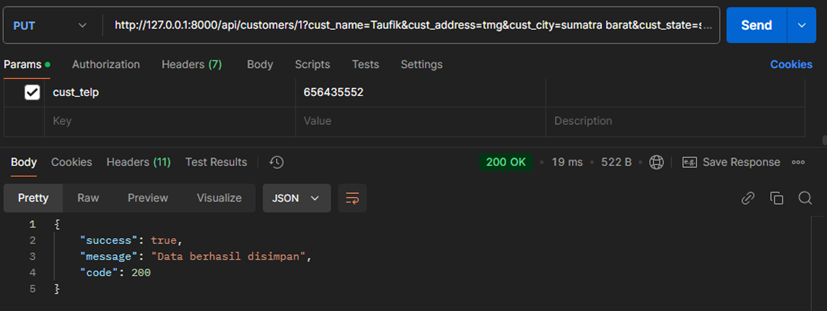 PUT http://127.0.0.1:8000/api/customers/1?cust_name=Taufik&cust_address=tmg&cust_city=sumatra barat&cust_state=s... Send
Params Authorization Headers (7) Body Scripts Tests Settings Cookies
cust_telp 656435552
Key Value Description
Body Cookies Headers (11) Test Results 200 OK • 19 ms • 522 B • e.g. Save Response
Pretty Raw Preview Visualize JSON
1 {
2 "success": true,
3 "message": "Data berhasil disimpan",
4 "code": 200
5 }